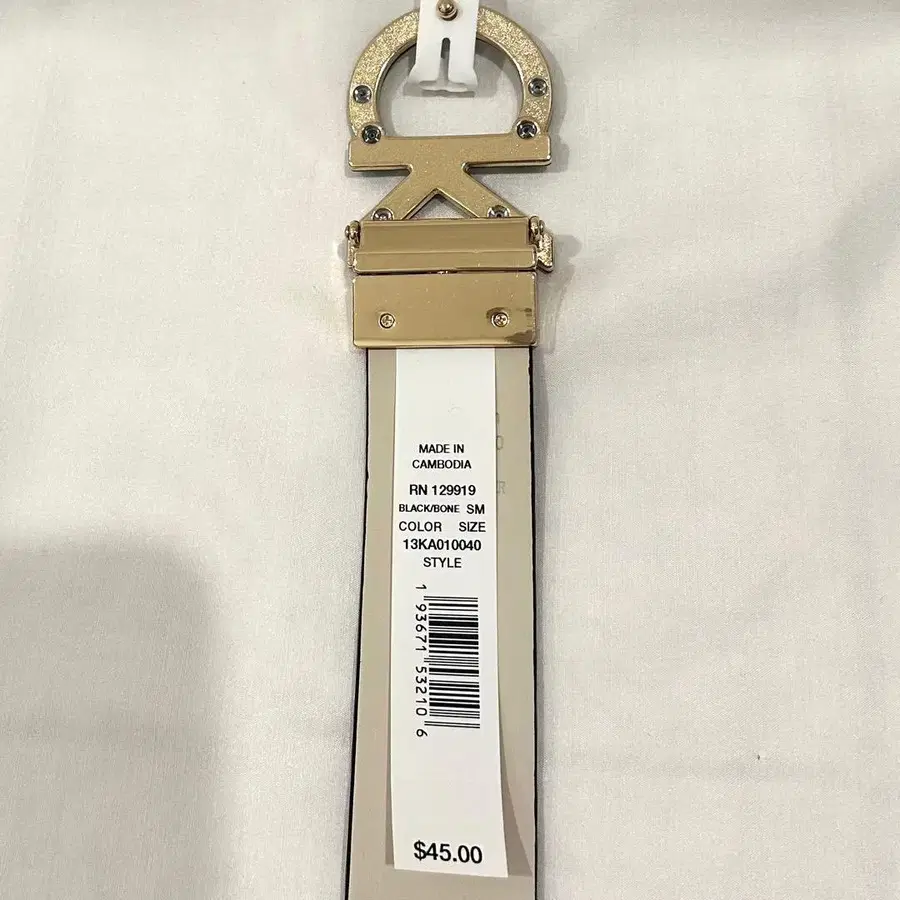 MADE IN
CAMBODIA
RN 129919
BLACK/BONE SM
COLOR SIZE
13KA010040
STYLE
1 93671 53210 6
$45.00